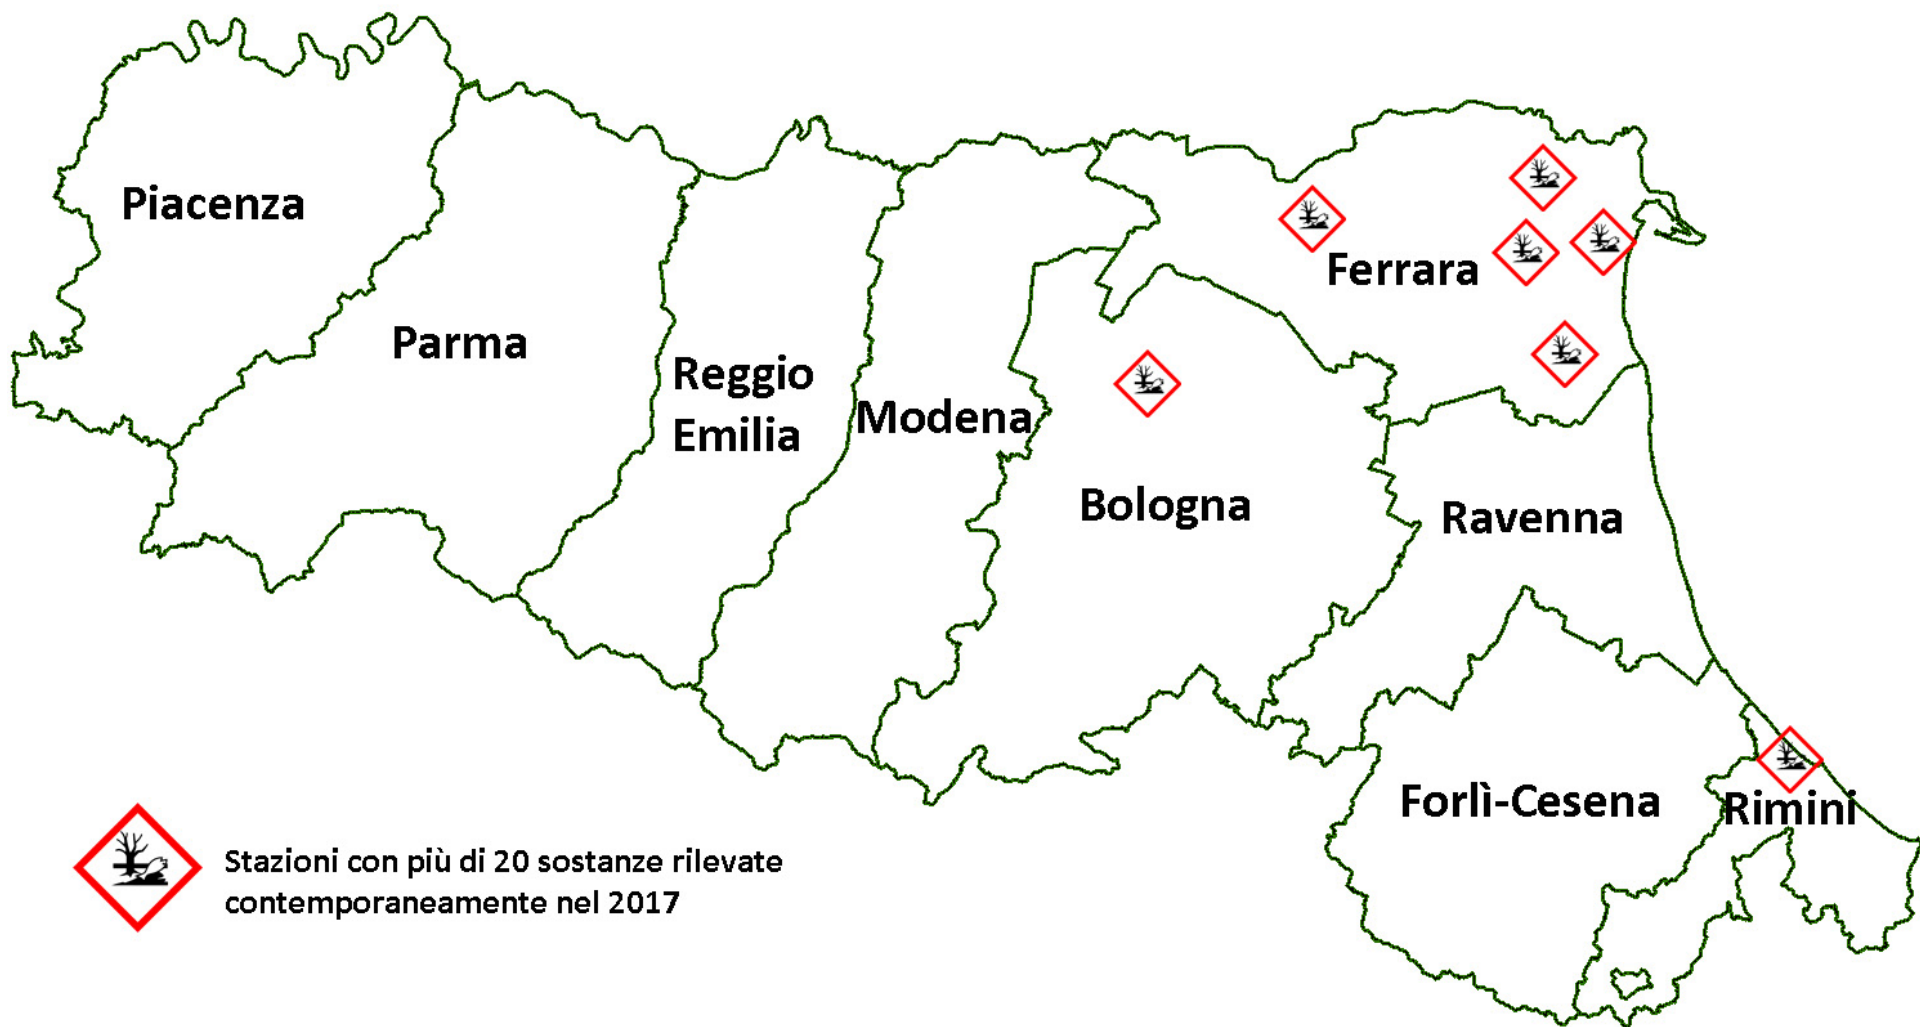 Piacenza
Parma
Reggio
Emilia
Modena
Bologna
Ferrara
Ravenna
Forlì-Cesena
Rimini
Stazioni con più di 20 sostanze rilevate
contemporaneamente nel 2017